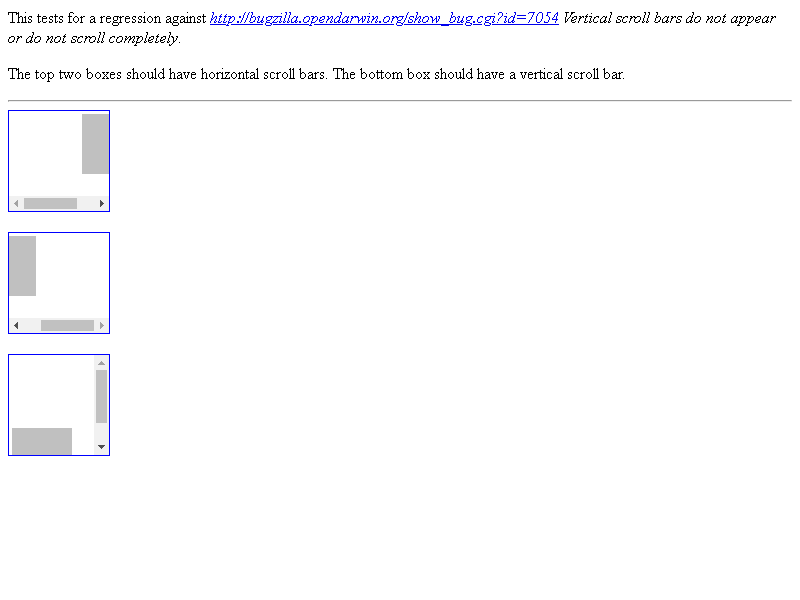 This tests for a regression against http://bugzilla.opendarwin.org/show_bug.cgi?id=7054 Vertical scroll bars do not appear
or do not scroll completely.
The top two boxes should have horizontal scroll bars. The bottom box should have a vertical scroll bar.